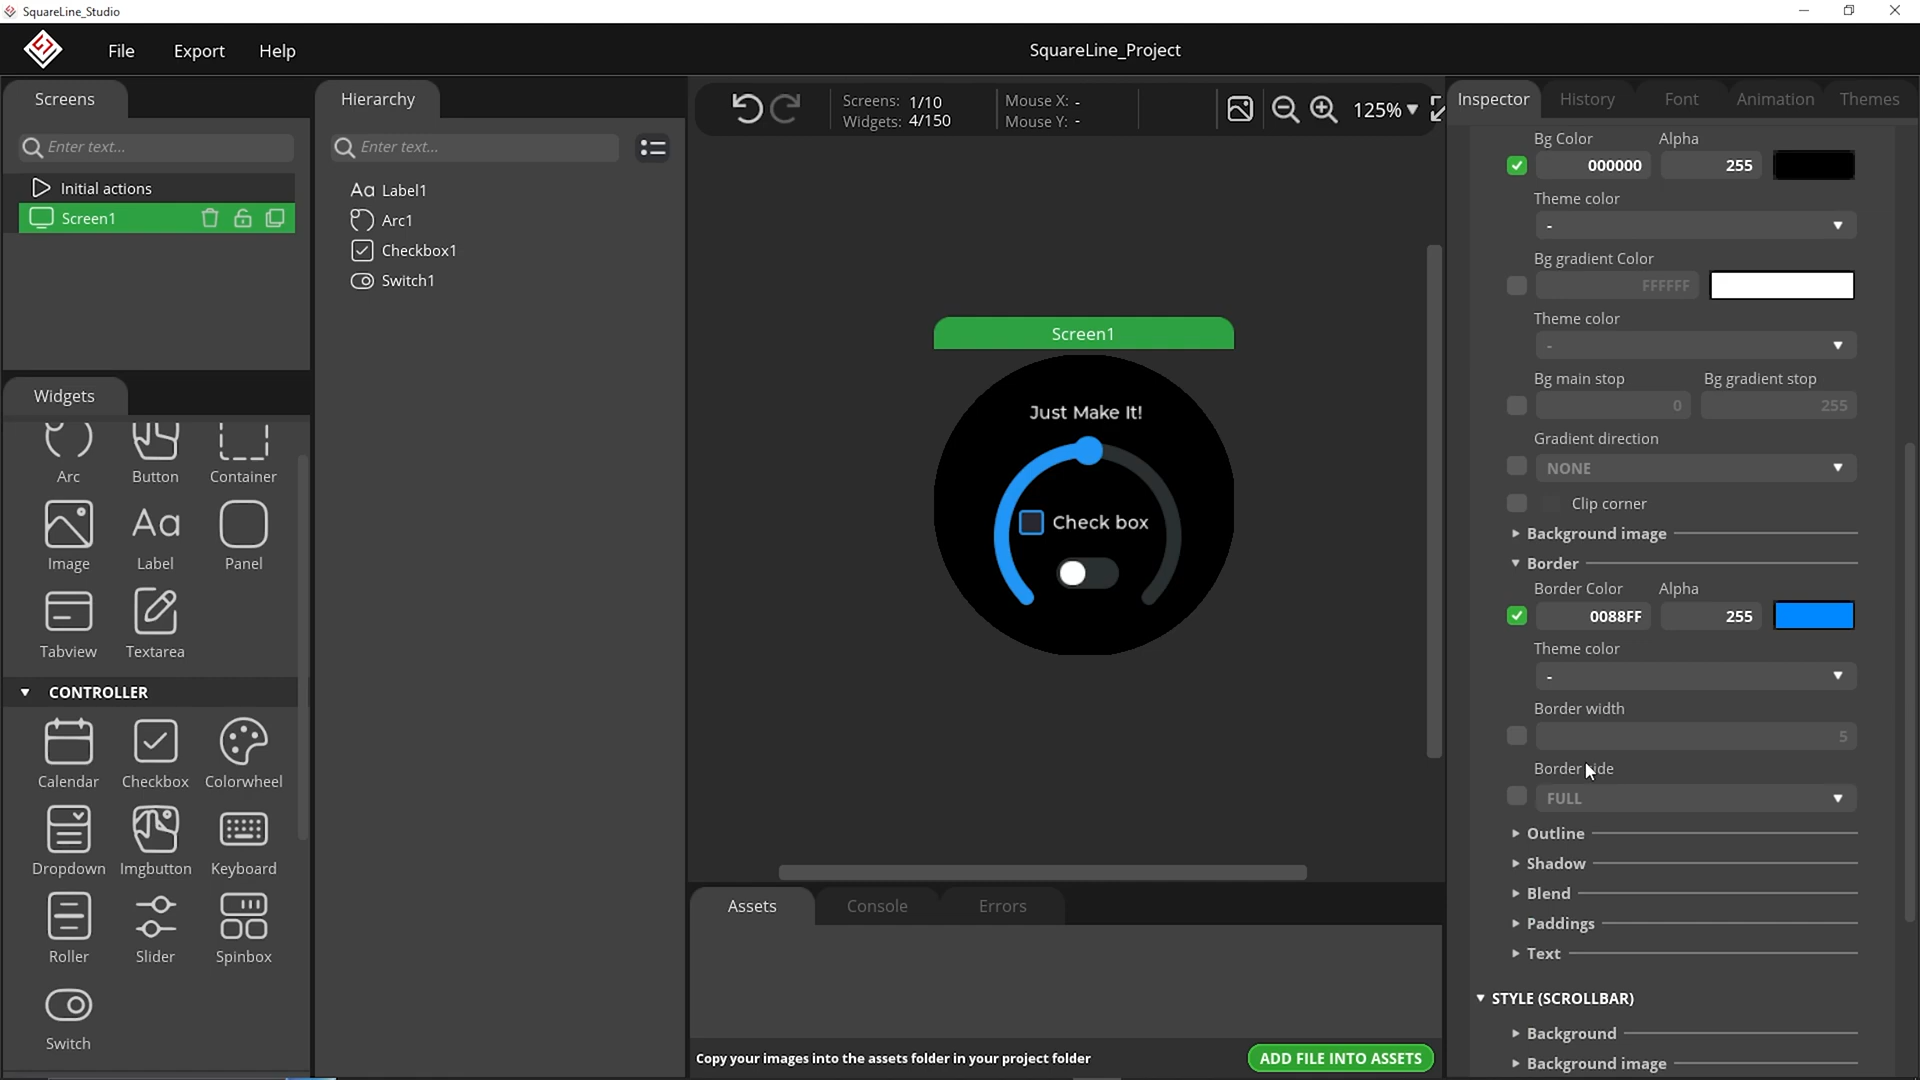 SquareLine_Studio
File Export Help
SquareLine_Project
Screens
Enter text...
Initial actions
Screen1
Hierarchy
Enter text...
Label1
Arc1
Checkbox1
Switch1
Widgets
Arc Button Container
Image Label Panel
Tabview Textarea
CONTROLLER
Calendar Checkbox Colorwheel
Dropdown Imgbutton Keyboard
Roller Slider Spinbox
Switch
Screens: 1/10
Widgets: 4/150
Mouse X: -
Mouse Y: -
125%
Screen1
Just Make It!
Check box
Assets Console Errors
Copy your images into the assets folder in your project folder
ADD FILE INTO ASSETS
Inspector History Font Animation Themes
Bg Color Alpha
000000 255
Theme color
-
Bg gradient Color
FFFFFF
Theme color
-
Bg main stop Bg gradient stop
0 255
Gradient direction
NONE
Clip corner
Background image
Border
Border Color Alpha
0088FF 255
Theme color
-
Border width
5
Border side
FULL
Outline
Shadow
Blend
Paddings
Text
STYLE (SCROLLBAR)
Background
Background image